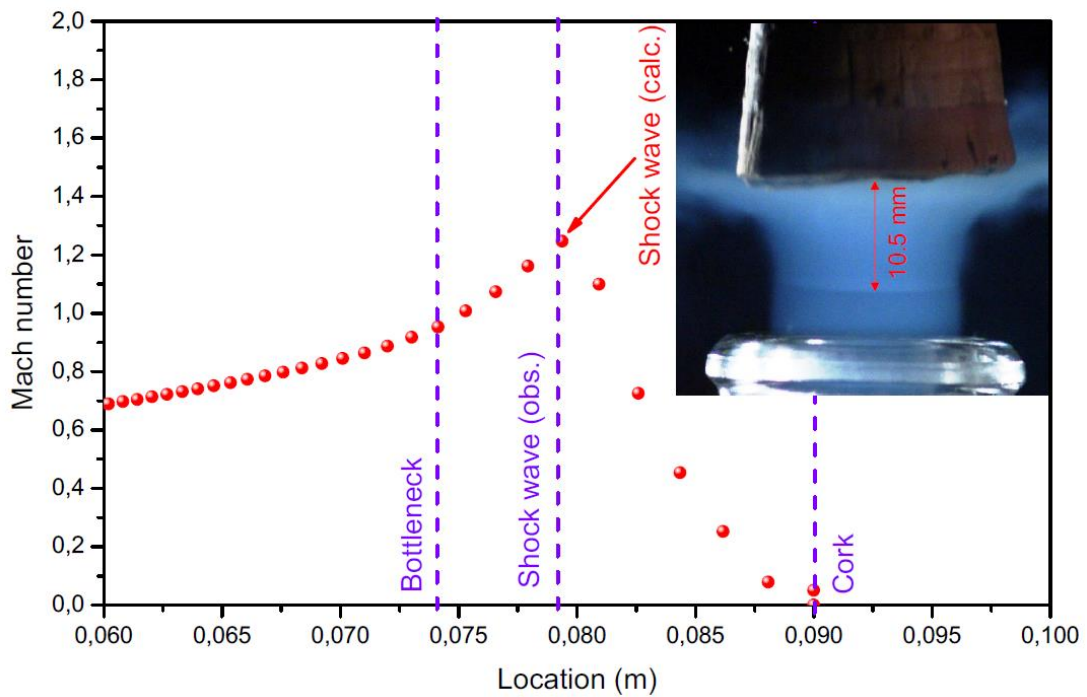 2,0
1,8
1,6
1,4
1,2
1,0
0,8
0,6
0,4
0,2
0,0
Mach number
0,060
0,065
0,070
0,075
0,080
0,085
0,090
0,095
0,100
Location (m)
Bottleneck
Shock wave (obs.)
Shock wave (calc.)
10.5 mm
Cork